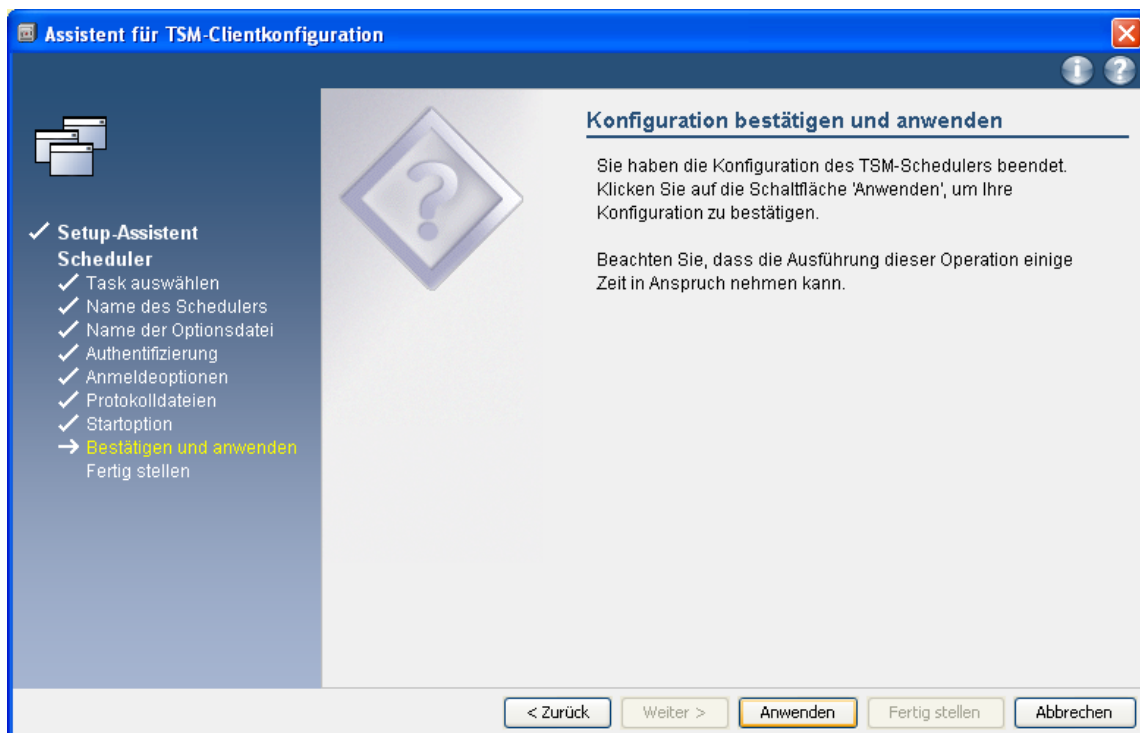 Assistent für TSM-Clientkonfiguration
Setup-Assistent
Scheduler
Task auswählen
Name des Schedulers
Name der Optionsdatei
Authentifizierung
Anmeldeoptionen
Protokolldateien
Startoption
Bestätigen und anwenden
Fertig stellen
Konfiguration bestätigen und anwenden
Sie haben die Konfiguration des TSM-Schedulers beendet.
Klicken Sie auf die Schaltfläche 'Anwenden', um Ihre
Konfiguration zu bestätigen.
Beachten Sie, dass die Ausführung dieser Operation einige
Zeit in Anspruch nehmen kann.
< Zurück
Weiter >
Anwenden
Fertig stellen
Abbrechen